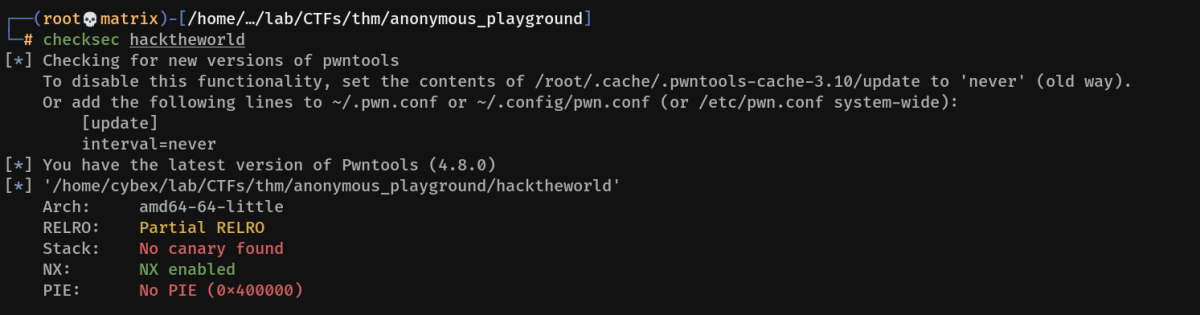 ┌──(root💀matrix)-[/home/…/lab/CTFs/thm/anonymous_playground]
└─# checksec hacktheworld
[*] Checking for new versions of pwntools
    To disable this functionality, set the contents of /root/.cache/.pwntools-cache-3.10/update to 'never' (old way).
    Or add the following lines to ~/.pwn.conf or ~/.config/pwn.conf (or /etc/pwn.conf system-wide):
        [update]
        interval=never
[*] You have the latest version of Pwntools (4.8.0)
[*] '/home/cybex/lab/CTFs/thm/anonymous_playground/hacktheworld'
    Arch:     amd64-64-little
    RELRO:    Partial RELRO
    Stack:    No canary found
    NX:       NX enabled
    PIE:      No PIE (0×400000)